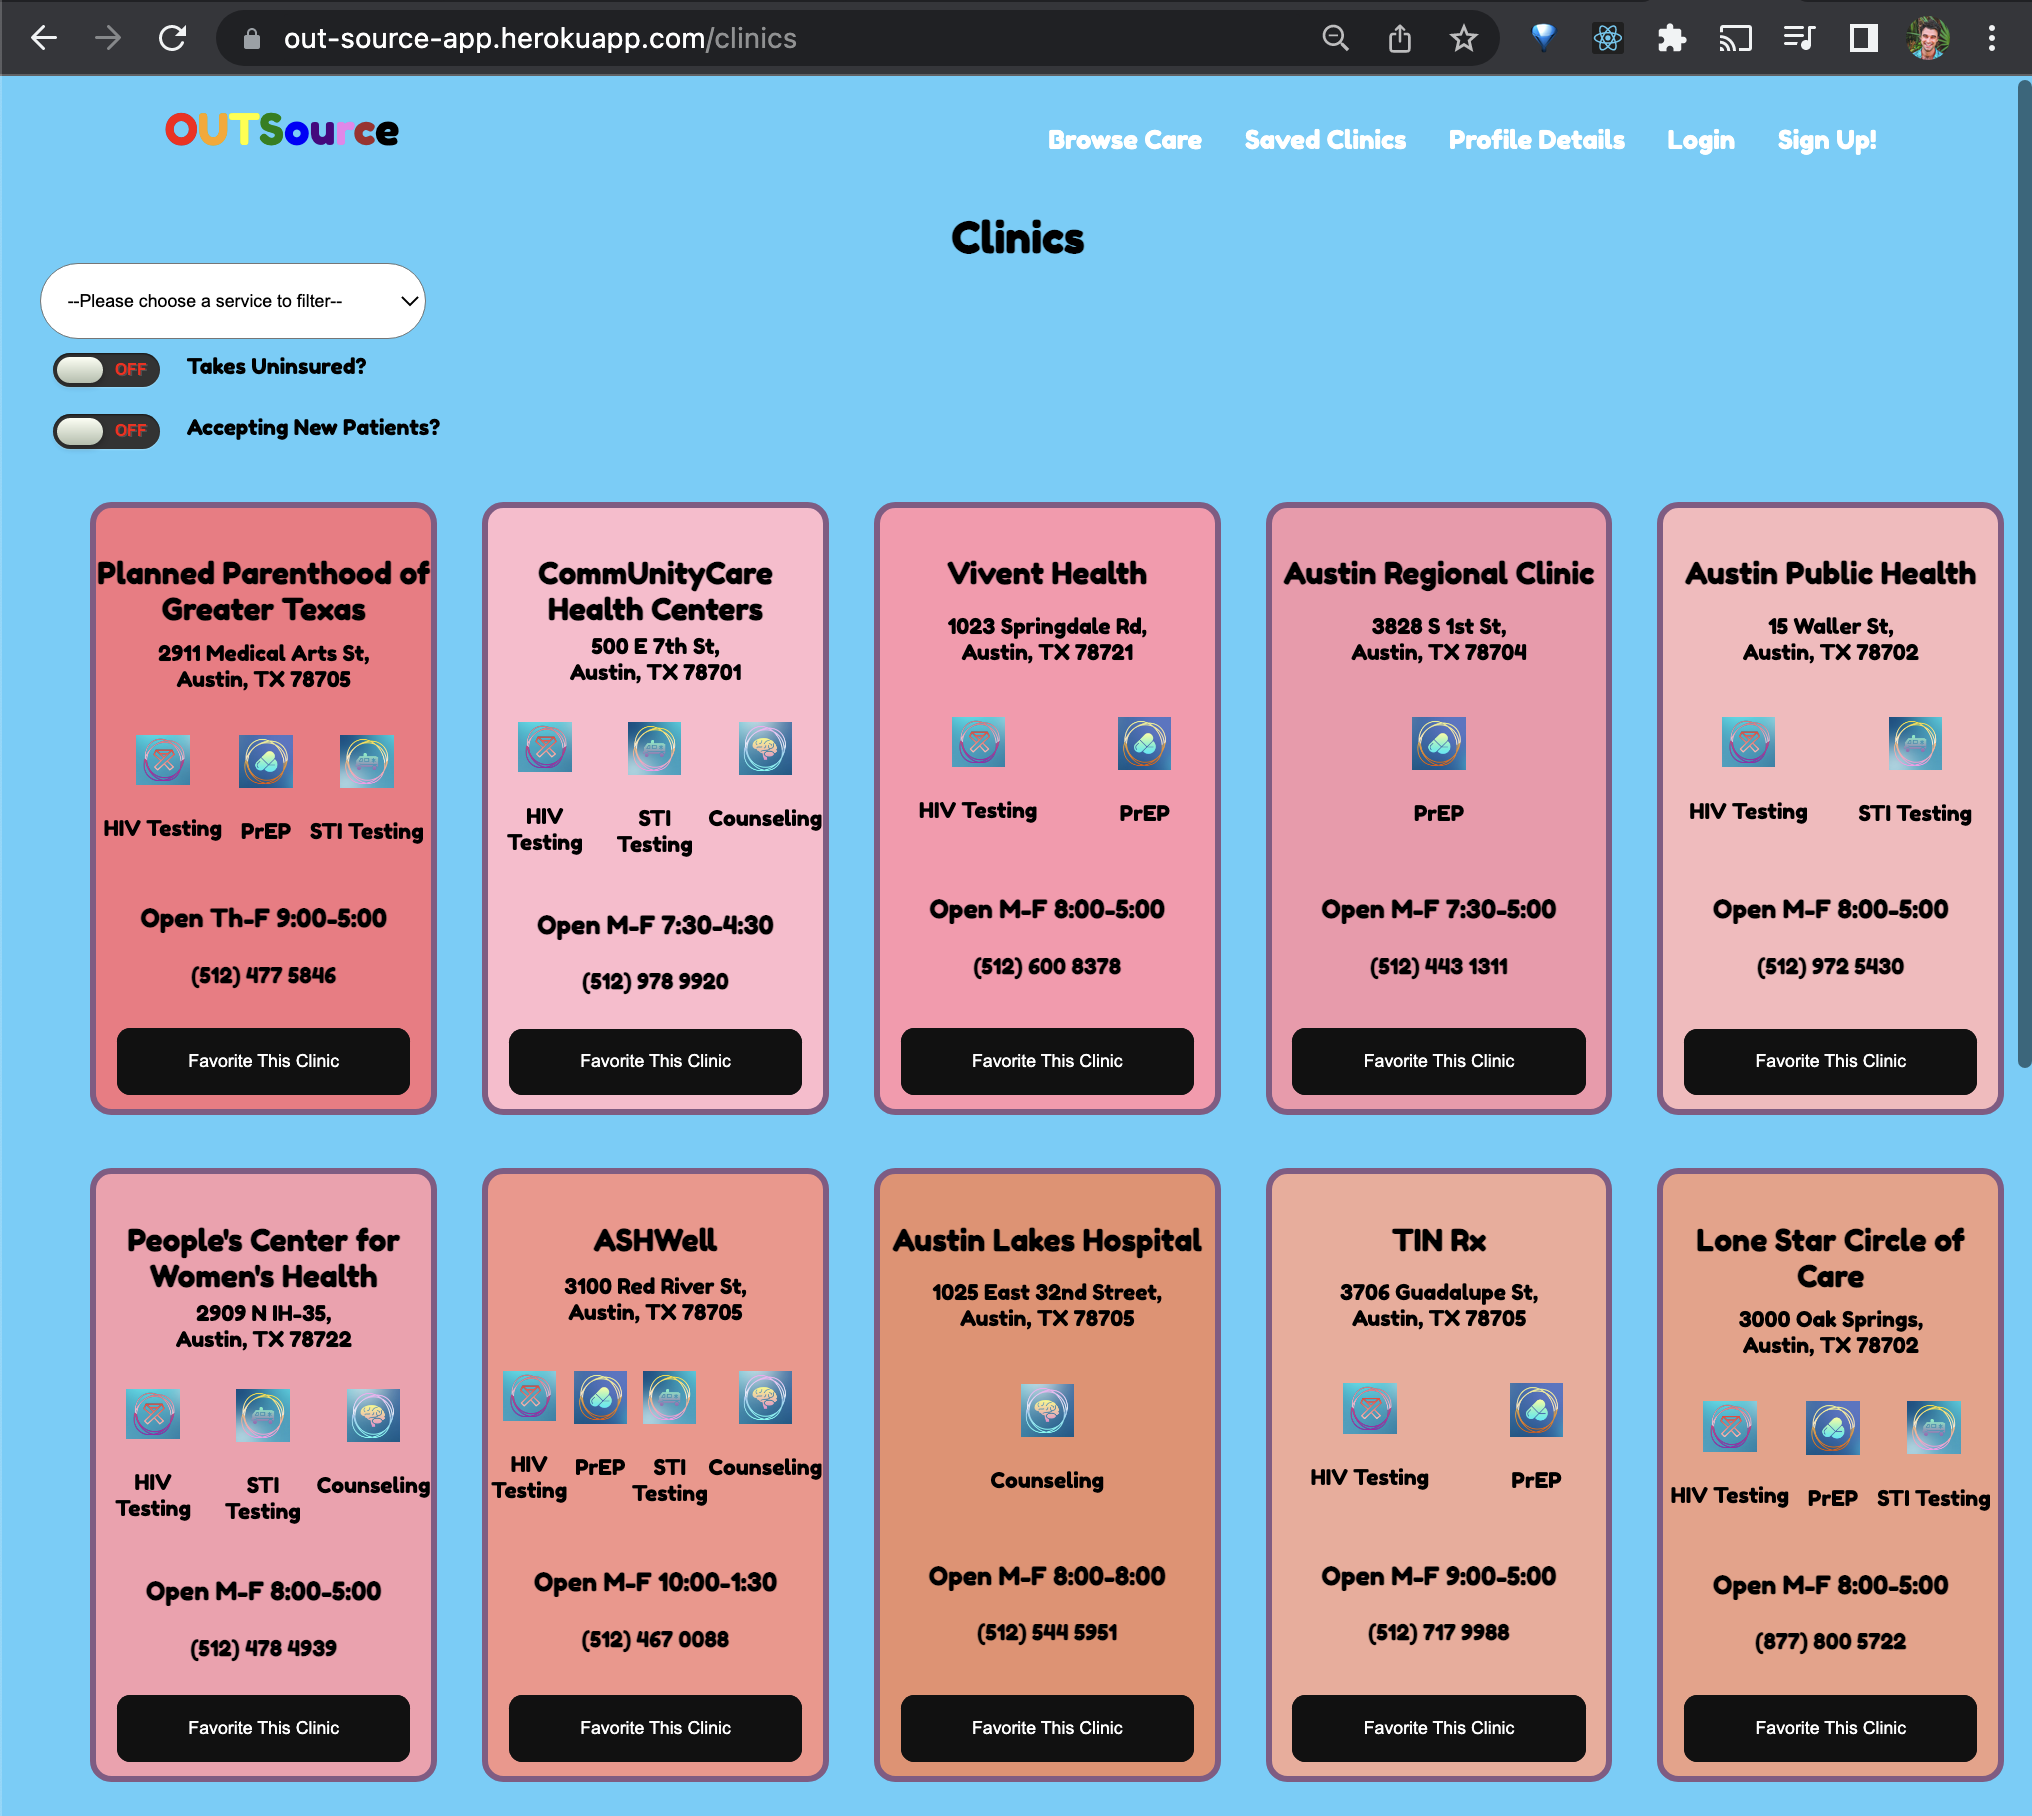 out-source-app.herokuapp.com/clinics
OUTSource
Browse Care Saved Clinics Profile Details Login Sign Up!
Clinics
--Please choose a service to filter--
OFF Takes Uninsured?
OFF Accepting New Patients?
Planned Parenthood of
Greater Texas
2911 Medical Arts St,
Austin, TX 78705
HIV Testing PrEP STI Testing
Open Th-F 9:00-5:00
(512) 477 5846
Favorite This Clinic
CommUnityCare
Health Centers
500 E 7th St,
Austin, TX 78701
HIV
Testing
STI
Testing
Counseling
Open M-F 7:30-4:30
(512) 978 9920
Favorite This Clinic
Vivent Health
1023 Springdale Rd,
Austin, TX 78721
HIV Testing PrEP
Open M-F 8:00-5:00
(512) 600 8378
Favorite This Clinic
Austin Regional Clinic
3828 S 1st St,
Austin, TX 78704
PrEP
Open M-F 7:30-5:00
(512) 443 1311
Favorite This Clinic
Austin Public Health
15 Waller St,
Austin, TX 78702
HIV Testing STI Testing
Open M-F 8:00-5:00
(512) 972 5430
Favorite This Clinic
People's Center for
Women's Health
2909 N IH-35,
Austin, TX 78722
HIV
Testing
STI
Testing
Counseling
Open M-F 8:00-5:00
(512) 478 4939
Favorite This Clinic
ASHWell
3100 Red River St,
Austin, TX 78705
HIV
Testing
PrEP
STI
Testing
Counseling
Open M-F 10:00-1:30
(512) 467 0088
Favorite This Clinic
Austin Lakes Hospital
1025 East 32nd Street,
Austin, TX 78705
Counseling
Open M-F 8:00-8:00
(512) 544 5951
Favorite This Clinic
TIN Rx
3706 Guadalupe St,
Austin, TX 78705
HIV Testing PrEP
Open M-F 9:00-5:00
(512) 717 9988
Favorite This Clinic
Lone Star Circle of
Care
3000 Oak Springs,
Austin, TX 78702
HIV Testing PrEP STI Testing
Open M-F 8:00-5:00
(877) 800 5722
Favorite This Clinic